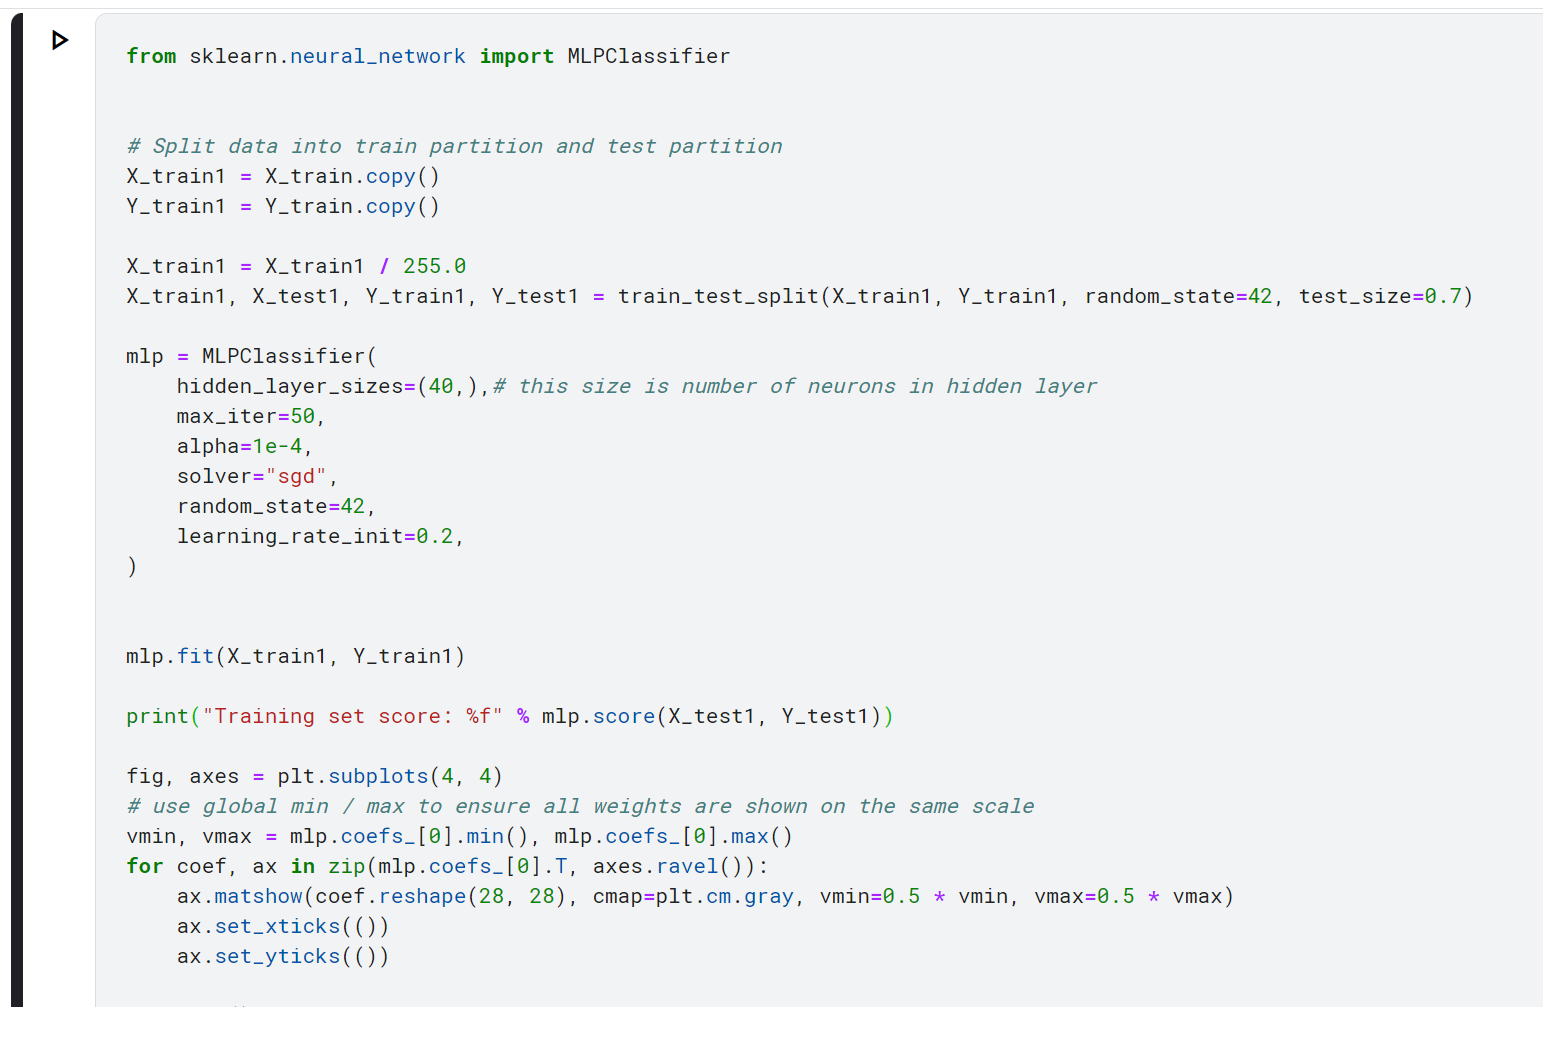 from sklearn.neural_network import MLPClassifier
# Split data into train partition and test partition
X_train1 = X_train.copy()
Y_train1 = Y_train.copy()
X_train1 = X_train1 / 255.0
X_train1, X_test1, Y_train1, Y_test1 = train_test_split(X_train1, Y_train1, random_state=42, test_size=0.7)
mlp = MLPClassifier(
    hidden_layer_sizes=(40,),# this size is number of neurons in hidden layer
    max_iter=50,
    alpha=1e-4,
    solver="sgd",
    random_state=42,
    learning_rate_init=0.2,
)
mlp.fit(X_train1, Y_train1)
print("Training set score: %f" % mlp.score(X_test1, Y_test1))
fig, axes = plt.subplots(4, 4)
# use global min / max to ensure all weights are shown on the same scale
vmin, vmax = mlp.coefs_[0].min(), mlp.coefs_[0].max()
for coef, ax in zip(mlp.coefs_[0].T, axes.ravel()):
    ax.matshow(coef.reshape(28, 28), cmap=plt.cm.gray, vmin=0.5 * vmin, vmax=0.5 * vmax)
    ax.set_xticks(())
    ax.set_yticks(())